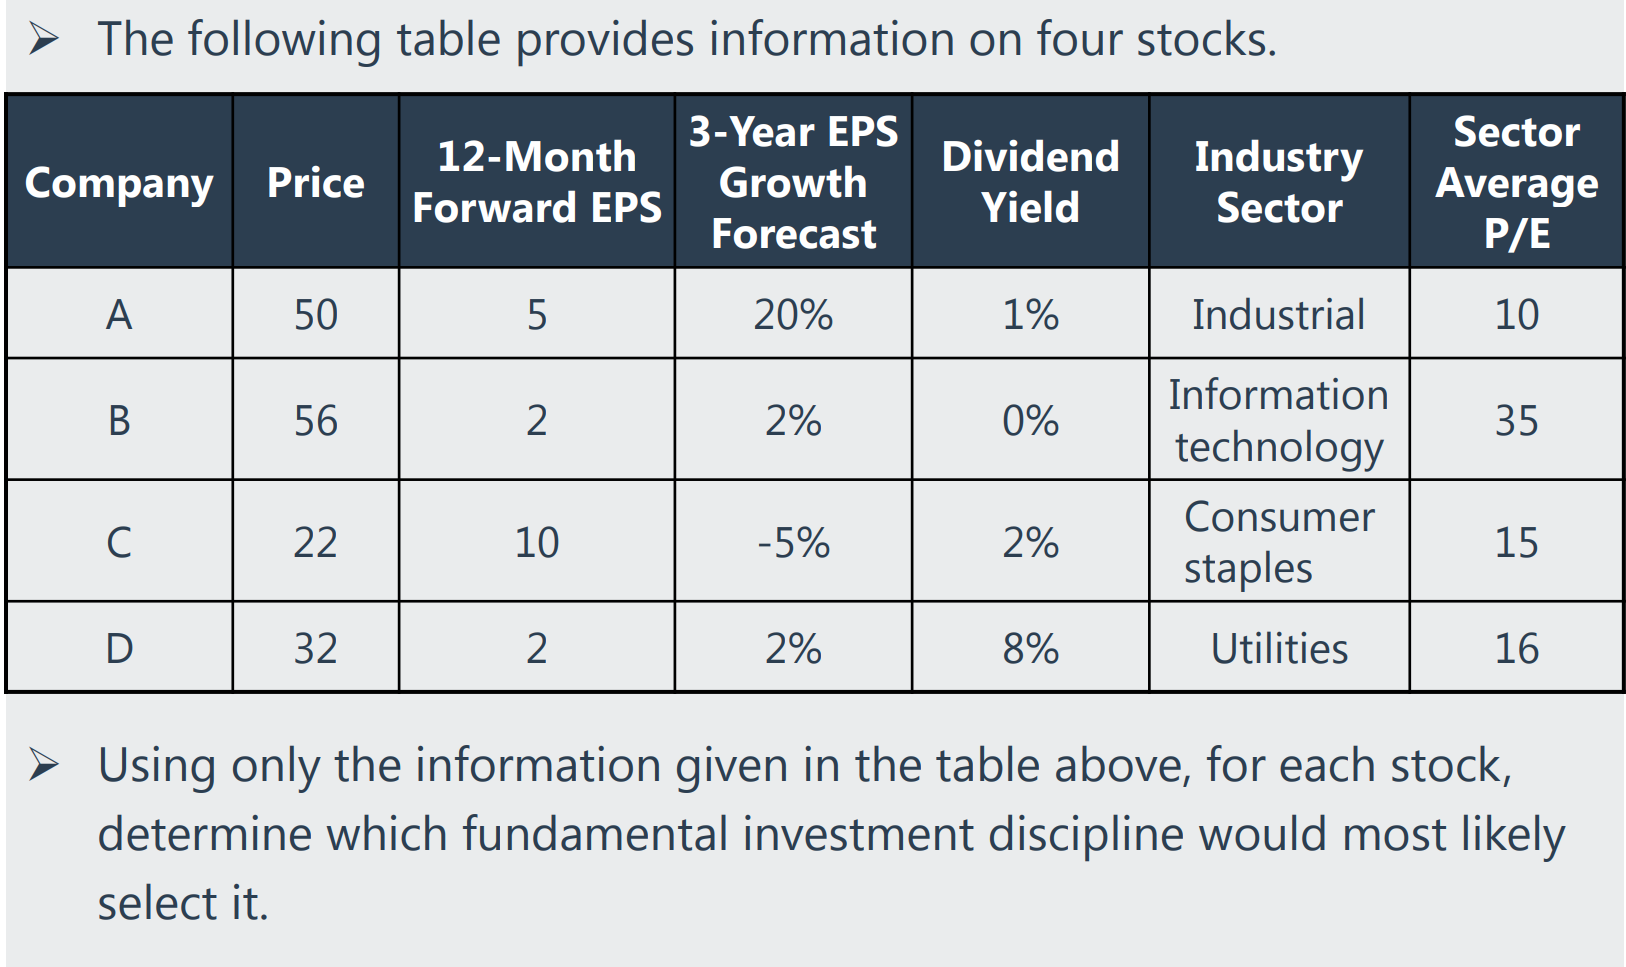 ➢ The following table provides information on four stocks.
Company Price 12-Month Forward EPS 3-Year EPS Growth Forecast Dividend Yield Industry Sector Sector Average P/E
A 50 5 20% 1% Industrial 10
B 56 2 2% 0% Information technology 35
C 22 10 -5% 2% Consumer staples 15
D 32 2 2% 8% Utilities 16
➢ Using only the information given in the table above, for each stock,
determine which fundamental investment discipline would most likely
select it.